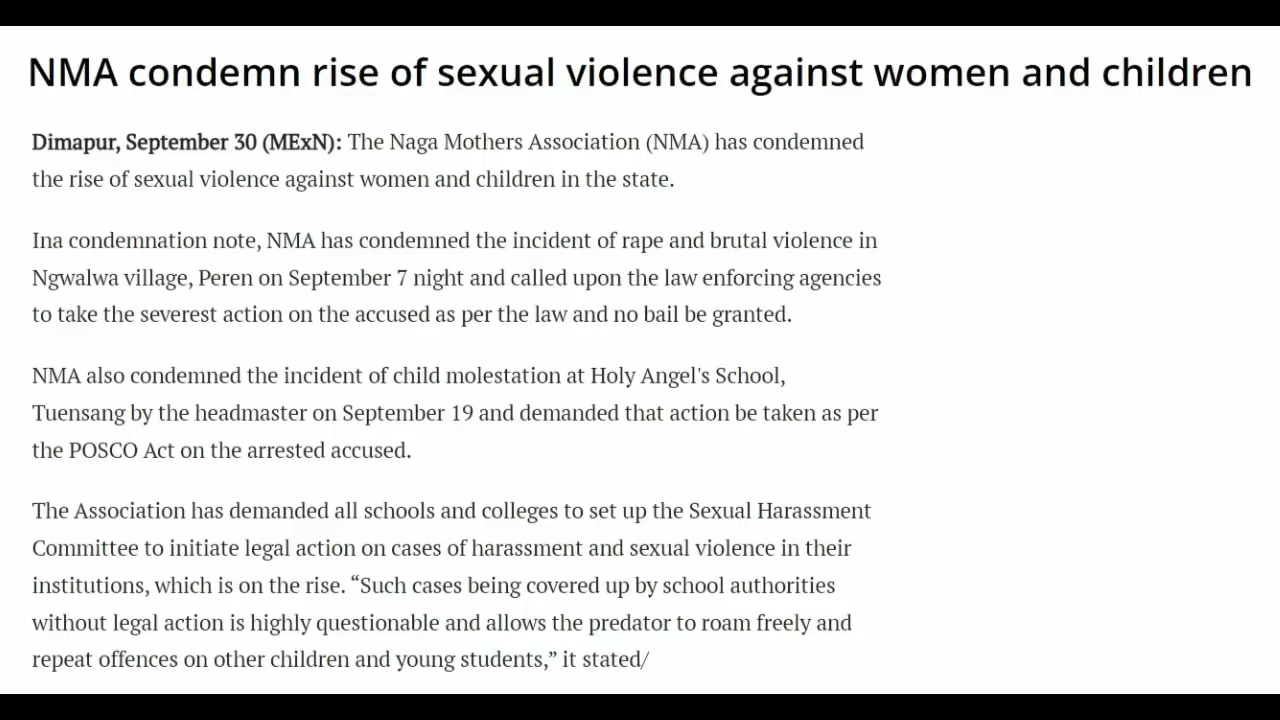 NMA condemn rise of sexual violence against women and children
Dimapur, September 30 (MExN): The Naga Mothers Association (NMA) has condemned
the rise of sexual violence against women and children in the state.
Ina condemnation note, NMA has condemned the incident of rape and brutal violence in
Ngwalwa village, Peren on September 7 night and called upon the law enforcing agencies
to take the severest action on the accused as per the law and no bail be granted.
NMA also condemned the incident of child molestation at Holy Angel's School,
Tuensang by the headmaster on September 19 and demanded that action be taken as per
the POSCO Act on the arrested accused.
The Association has demanded all schools and colleges to set up the Sexual Harassment
Committee to initiate legal action on cases of harassment and sexual violence in their
institutions, which is on the rise. “Such cases being covered up by school authorities
without legal action is highly questionable and allows the predator to roam freely and
repeat offences on other children and young students,” it stated/